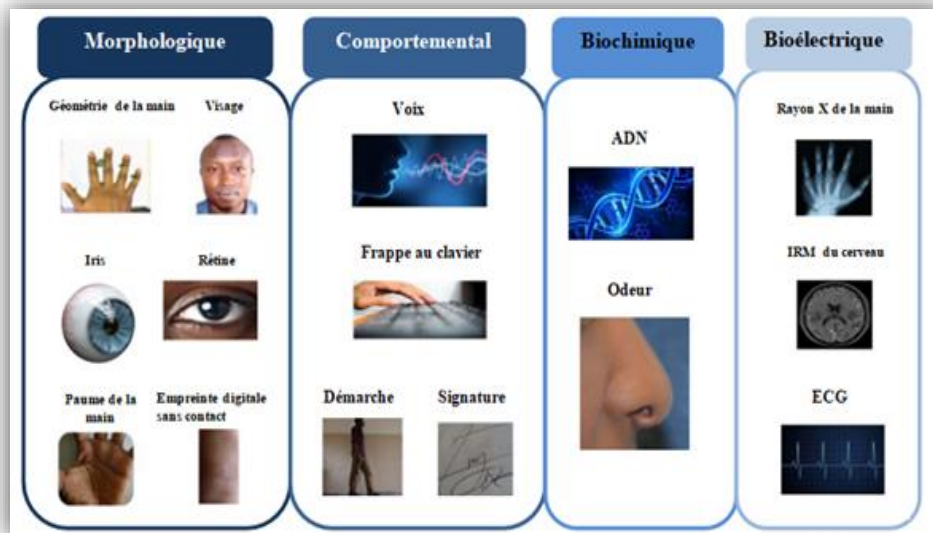 Morphologique
Comportemental
Biochimique
Bioélectrique
Géométrie de la main
Visage
Iris
Rétine
Paume de la
main
Empreinte digitale
sans contact
Voix
Frappe au clavier
Démarche
Signature
ADN
Odeur
Rayon X de la main
IRM du cerveau
ECG